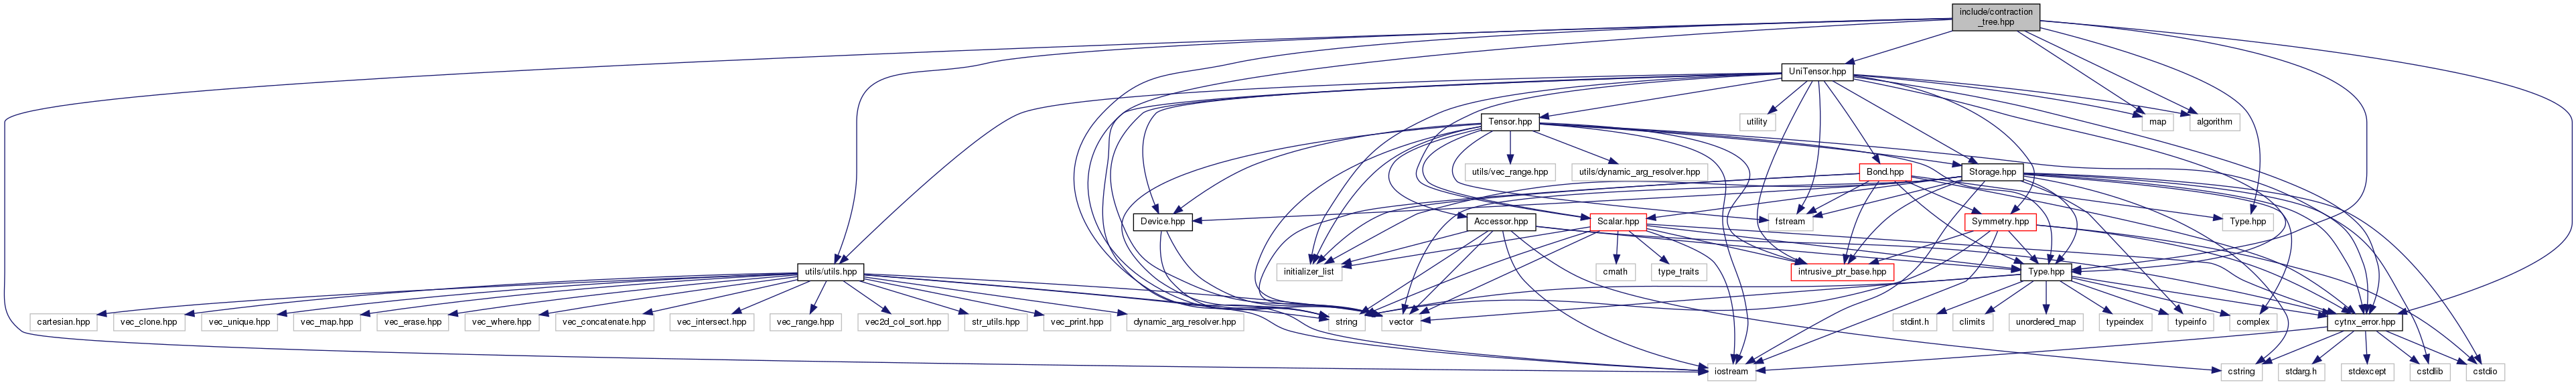 include/contraction
_tree.hpp
UniTensor.hpp
utility
Tensor.hpp
map
algorithm
utils/vec_range.hpp
utils/dynamic_arg_resolver.hpp
Bond.hpp
Storage.hpp
Device.hpp
Accessor.hpp
Scalar.hpp
fstream
Symmetry.hpp
Type.hpp
utils/utils.hpp
initializer_list
cmath
type_traits
intrusive_ptr_base.hpp
Type.hpp
cartesian.hpp
vec_clone.hpp
vec_unique.hpp
vec_map.hpp
vec_erase.hpp
vec_where.hpp
vec_concatenate.hpp
vec_intersect.hpp
vec_range.hpp
vec2d_col_sort.hpp
str_utils.hpp
vec_print.hpp
dynamic_arg_resolver.hpp
string
vector
stdint.h
climits
unordered_map
typeindex
typeinfo
complex
cytnx_error.hpp
iostream
cstring
stdarg.h
stdexcept
cstdlib
cstdio